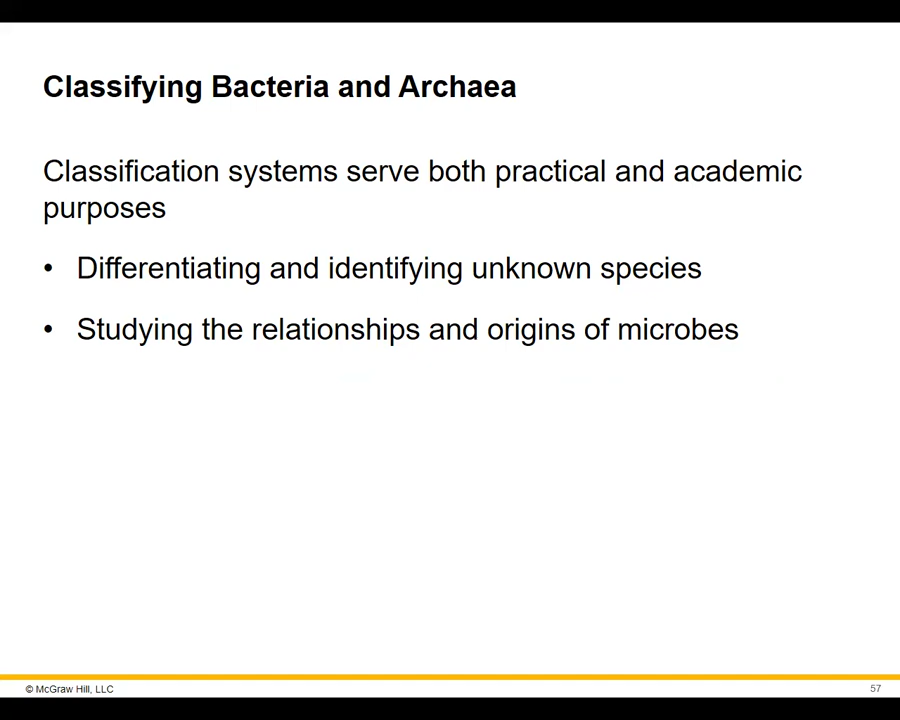 Classifying Bacteria and Archaea
Classification systems serve both practical and academic
purposes
• Differentiating and identifying unknown species
• Studying the relationships and origins of microbes
© McGraw Hill, LLC
57